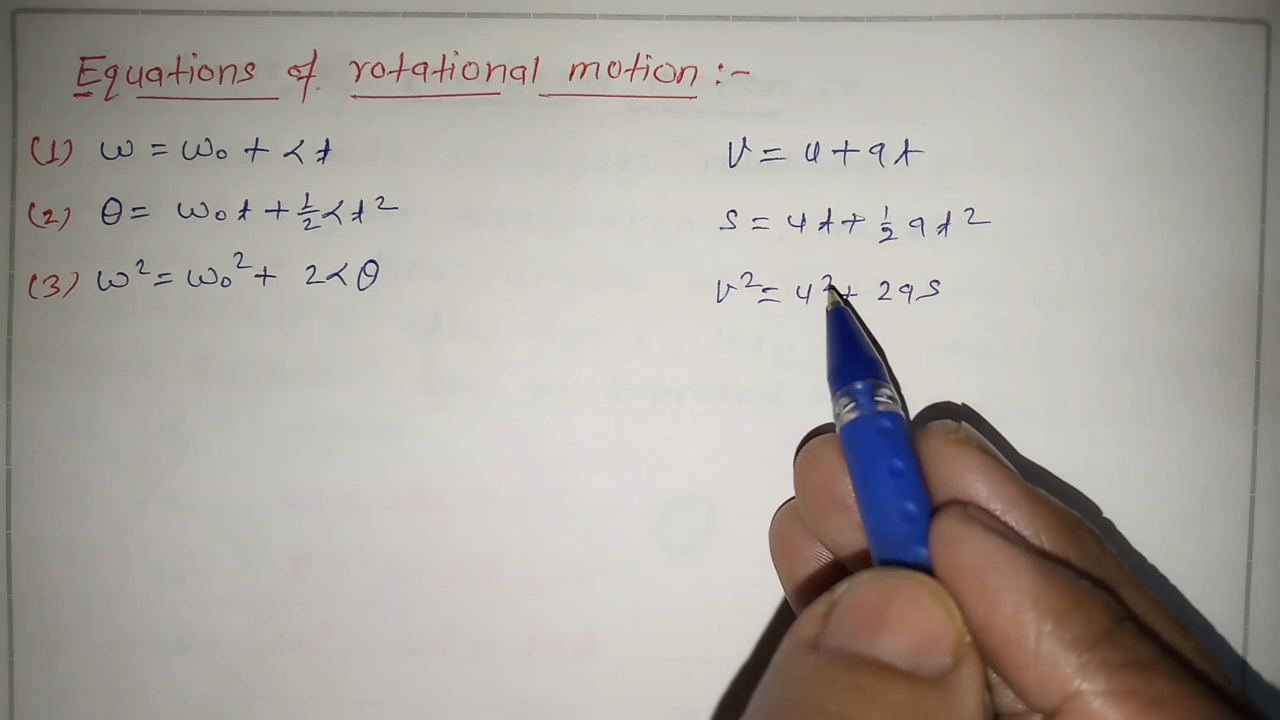 Equations of rotational motion :-
(1) ω = ω₀ + αt
v = u + at
(2) θ = ω₀t + ½αt²
s = ut + ½at²
(3) ω² = ω₀² + 2αθ
v² = u² + 2as